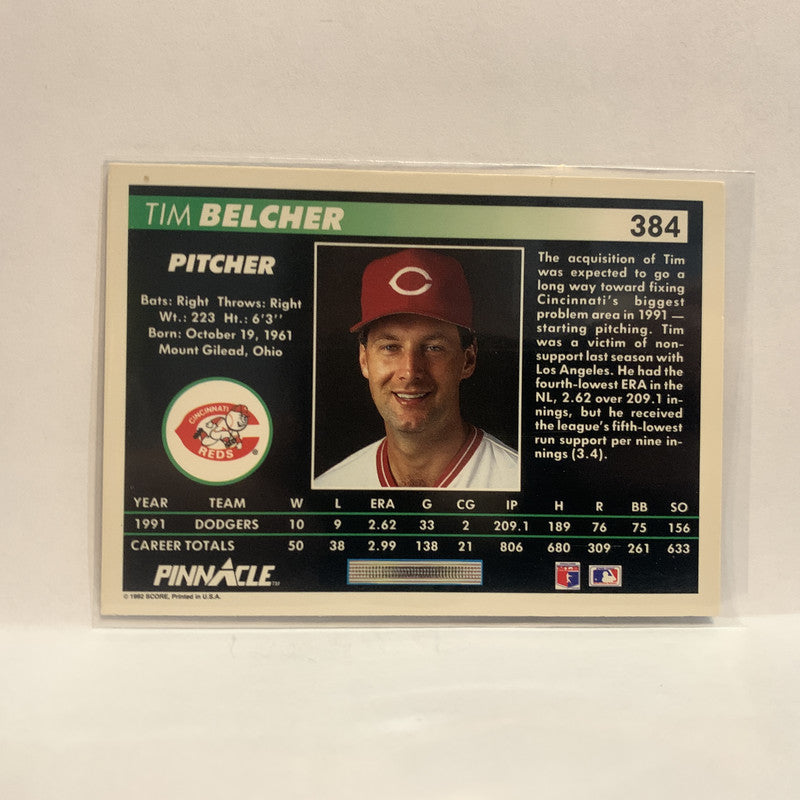 TIM BELCHER
384
PITCHER
Bats: Right Throws: Right
Wt.: 223 Ht.: 6'3''
Born: October 19, 1961
Mount Gilead, Ohio
CINCINNATI
REDS
®
The acquisition of Tim
was expected to go a
long way toward fixing
Cincinnati's biggest
problem area in 1991 —
starting pitching. Tim
was a victim of non-
support last season with
Los Angeles. He had the
fourth-lowest ERA in the
NL, 2.62 over 209.1 in-
nings, but he received
the league's fifth-lowest
run support per nine in-
nings (3.4).
YEAR TEAM W L ERA G CG IP H R BB SO
1991 DODGERS 10 9 2.62 33 2 209.1 189 76 75 156
CAREER TOTALS 50 38 2.99 138 21 806 680 309 261 633
PINNACLE™
© 1992 SCORE, Printed in U.S.A.